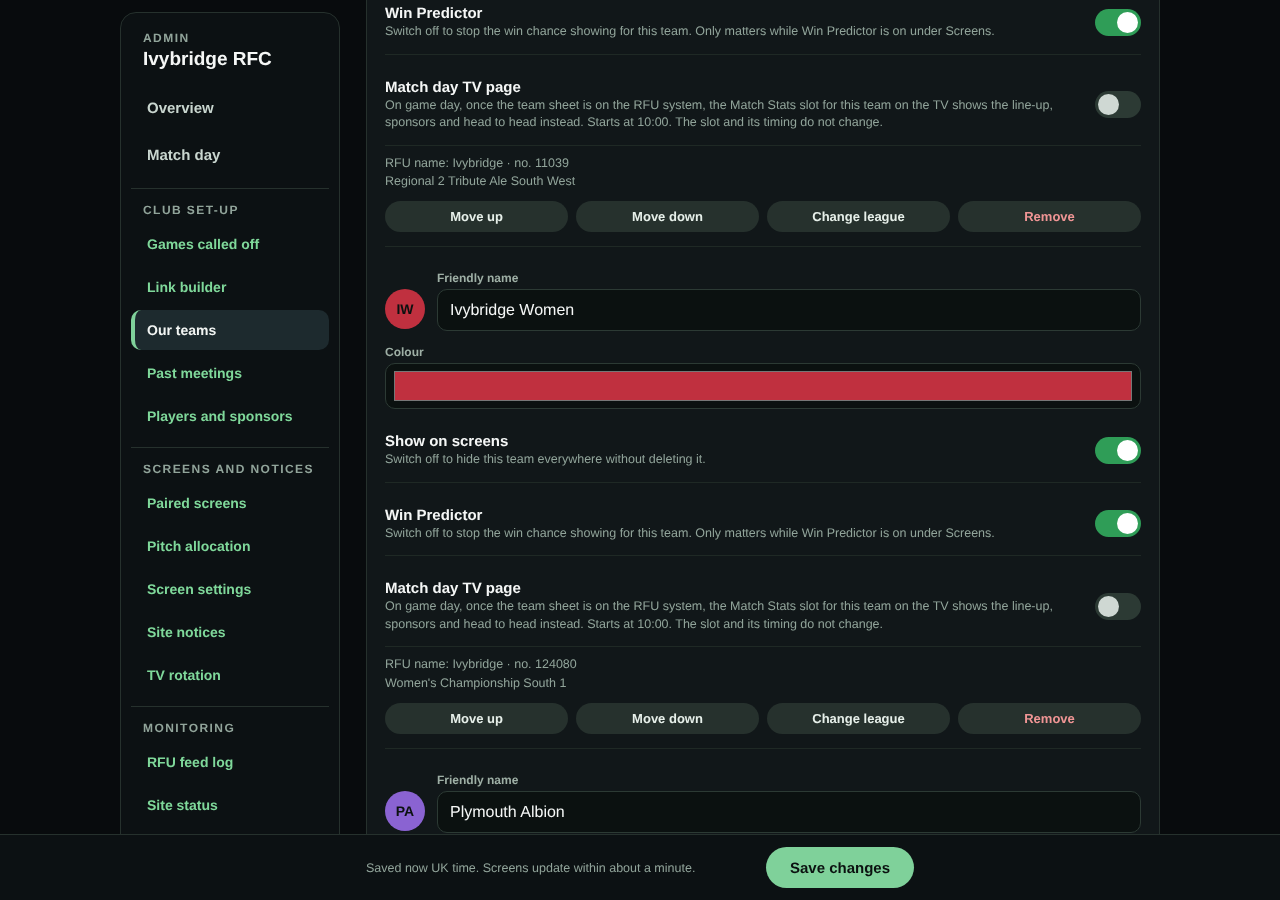 ADMIN
Ivybridge RFC
Overview
Match day
CLUB SET-UP
Games called off
Link builder
Our teams
Past meetings
Players and sponsors
SCREENS AND NOTICES
Paired screens
Pitch allocation
Screen settings
Site notices
TV rotation
MONITORING
RFU feed log
Site status
Win Predictor
Switch off to stop the win chance showing for this team. Only matters while Win Predictor is on under Screens.
Match day TV page
On game day, once the team sheet is on the RFU system, the Match Stats slot for this team on the TV shows the line-up,
sponsors and head to head instead. Starts at 10:00. The slot and its timing do not change.
RFU name: Ivybridge · no. 11039
Regional 2 Tribute Ale South West
Move up Move down Change league Remove
Friendly name
IW Ivybridge Women
Colour
Show on screens
Switch off to hide this team everywhere without deleting it.
Win Predictor
Switch off to stop the win chance showing for this team. Only matters while Win Predictor is on under Screens.
Match day TV page
On game day, once the team sheet is on the RFU system, the Match Stats slot for this team on the TV shows the line-up,
sponsors and head to head instead. Starts at 10:00. The slot and its timing do not change.
RFU name: Ivybridge · no. 124080
Women's Championship South 1
Move up Move down Change league Remove
Friendly name
PA Plymouth Albion
Saved now UK time. Screens update within about a minute.
Save changes